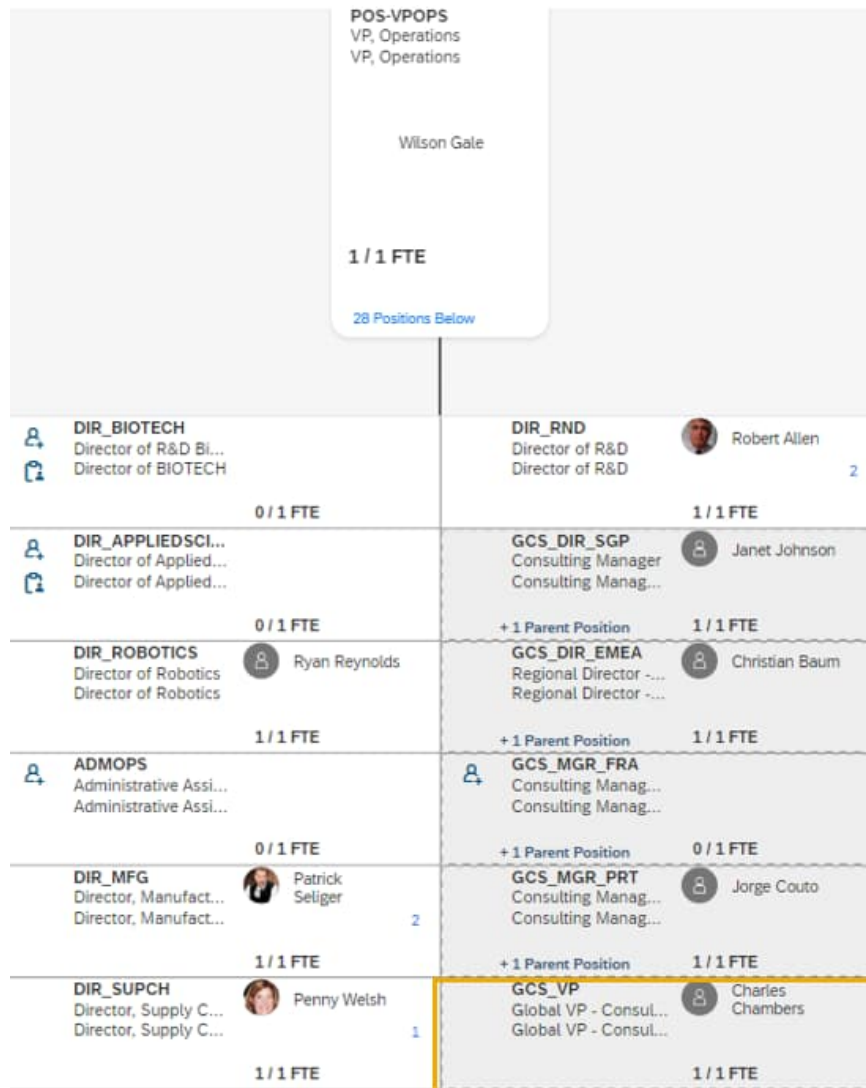 POS-VPOPS
VP, Operations
VP, Operations
Wilson Gale
1 / 1 FTE
28 Positions Below
DIR_BIOTECH
Director of R&D Bi...
Director of BIOTECH
0 / 1 FTE
DIR_RND
Director of R&D
Director of R&D
Robert Allen
2
1 / 1 FTE
DIR_APPLIEDSCI...
Director of Applied...
Director of Applied...
0 / 1 FTE
GCS_DIR_SGP
Consulting Manager
Consulting Manag...
Janet Johnson
+ 1 Parent Position
1 / 1 FTE
DIR_ROBOTICS
Director of Robotics
Director of Robotics
Ryan Reynolds
1 / 1 FTE
GCS_DIR_EMEA
Regional Director -...
Regional Director -...
Christian Baum
+ 1 Parent Position
1 / 1 FTE
ADMOPS
Administrative Assi...
Administrative Assi...
0 / 1 FTE
GCS_MGR_FRA
Consulting Manag...
Consulting Manag...
+ 1 Parent Position
0 / 1 FTE
DIR_MFG
Director, Manufact...
Director, Manufact...
Patrick
Seliger
2
1 / 1 FTE
GCS_MGR_PRT
Consulting Manag...
Consulting Manag...
Jorge Couto
+ 1 Parent Position
1 / 1 FTE
DIR_SUPCH
Director, Supply C...
Director, Supply C...
Penny Welsh
1
1 / 1 FTE
GCS_VP
Global VP - Consul...
Global VP - Consul...
Charles
Chambers
1 / 1 FTE